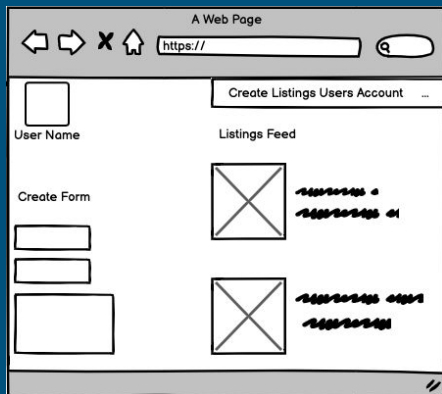 A Web Page
https://
Create Listings Users Account ...
User Name
Listings Feed
Create Form